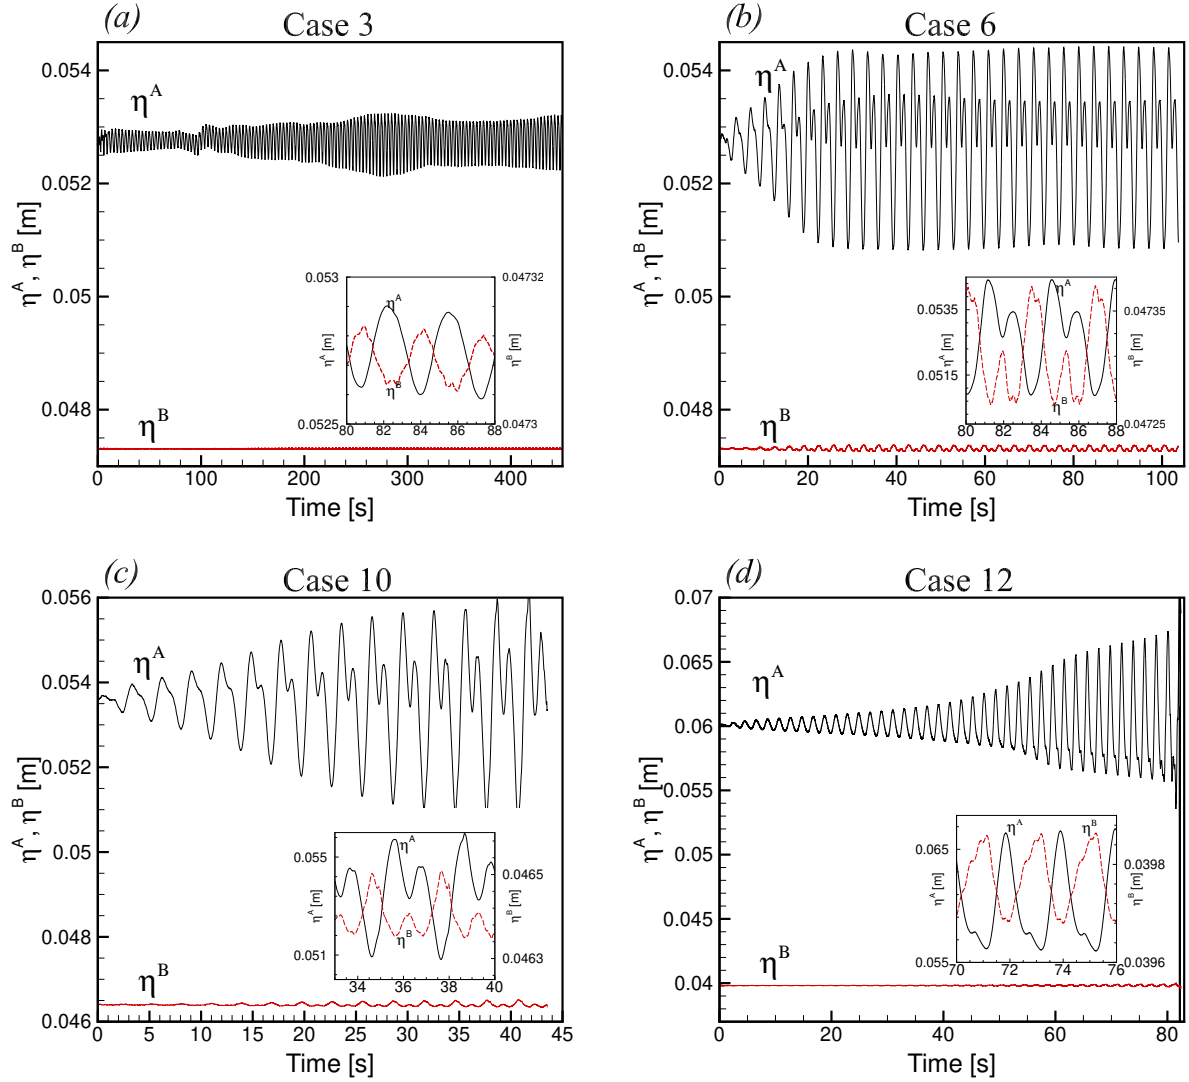 (a) Case 3
0.054
0.052
0.05
0.048
η^A, η^B [m]
η^A
η^B
0 100 200 300 400
Time [s]
0.053
0.0525
η^A [m]
0.04732
0.0473
η^B [m]
η^A
η^B
80 82 84 86 88
(b) Case 6
0.054
0.052
0.05
0.048
η^A, η^B [m]
η^A
η^B
0 20 40 60 80 100
Time [s]
0.0535
0.0515
η^A [m]
0.04735
0.04725
η^B [m]
η^A
η^B
80 82 84 86 88
(c) Case 10
0.056
0.054
0.052
0.05
0.048
0.046
η^A, η^B [m]
η^A
η^B
0 5 10 15 20 25 30 35 40 45
Time [s]
0.055
0.051
η^A [m]
0.0465
0.0463
η^B [m]
η^A
η^B
34 36 38 40
(d) Case 12
0.07
0.065
0.06
0.055
0.05
0.045
0.04
η^A, η^B [m]
η^A
η^B
0 20 40 60 80
Time [s]
0.065
0.055
η^A [m]
0.0398
0.0396
η^B [m]
η^A
η^B
70 72 74 76